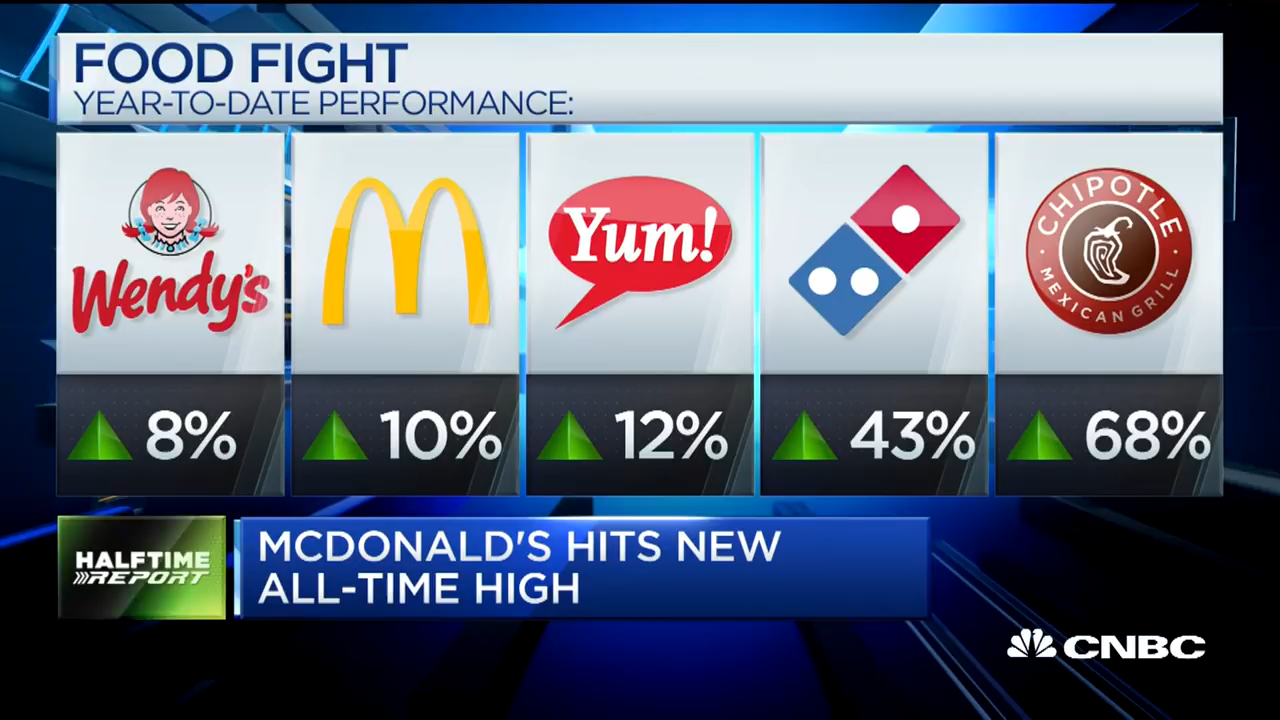 FOOD FIGHT
YEAR-TO-DATE PERFORMANCE:
Wendy's
Yum!
CHIPOTLE
MEXICAN GRILL
8%
10%
12%
43%
68%
HALFTIME
REPORT
MCDONALD'S HITS NEW
ALL-TIME HIGH
CNBC